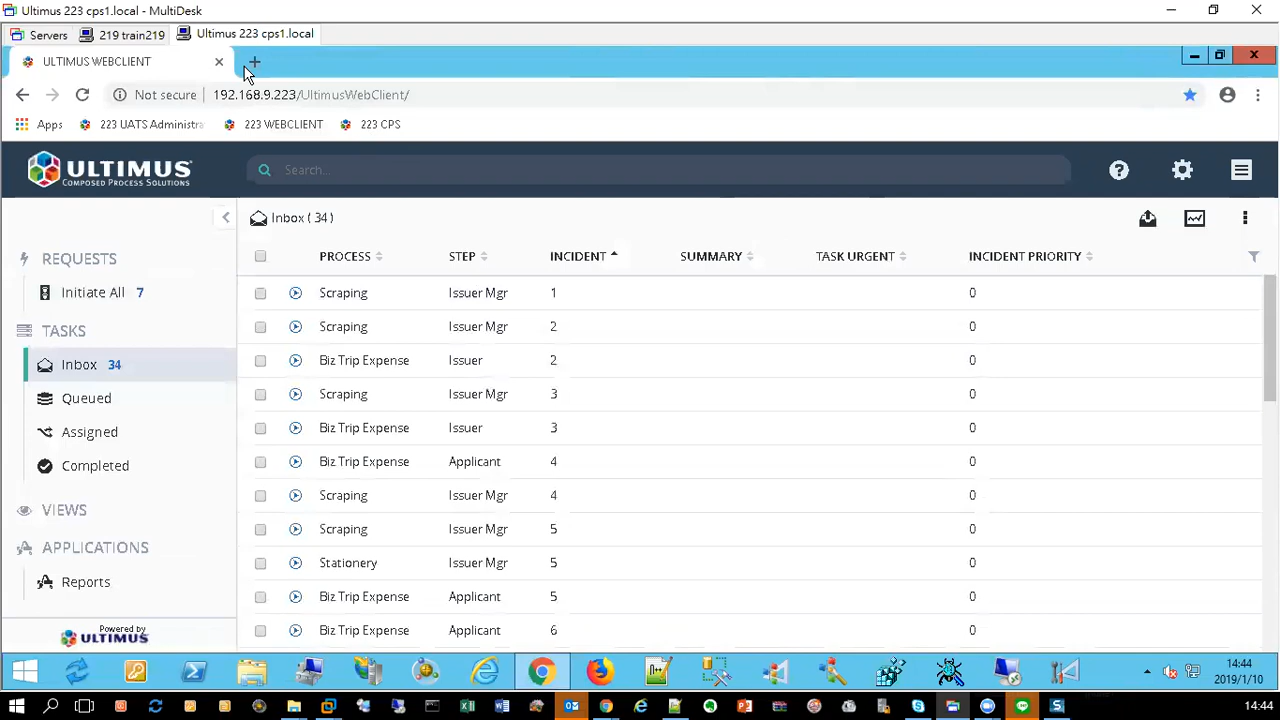 Ultimus 223 cps1.local - MultiDesk
Servers 219 train219 Ultimus 223 cps1.local
ULTIMUS WEBCLIENT
Not secure 192.168.9.223/UltimusWebClient/
Apps 223 UATS Administra 223 WEBCLIENT 223 CPS
ULTIMUS
COMPOSED PROCESS SOLUTIONS
Search...
Inbox ( 34 )
PROCESS STEP INCIDENT SUMMARY TASK URGENT INCIDENT PRIORITY
REQUESTS
Initiate All 7
TASKS
Inbox 34
Queued
Assigned
Completed
VIEWS
APPLICATIONS
Reports
Powered by
ULTIMUS
Scraping Issuer Mgr 1 0
Scraping Issuer Mgr 2 0
Biz Trip Expense Issuer 2 0
Scraping Issuer Mgr 3 0
Biz Trip Expense Issuer 3 0
Biz Trip Expense Applicant 4 0
Scraping Issuer Mgr 4 0
Scraping Issuer Mgr 5 0
Stationery Issuer Mgr 5 0
Biz Trip Expense Applicant 5 0
Biz Trip Expense Applicant 6 0
14:44
2019/1/10
14:44